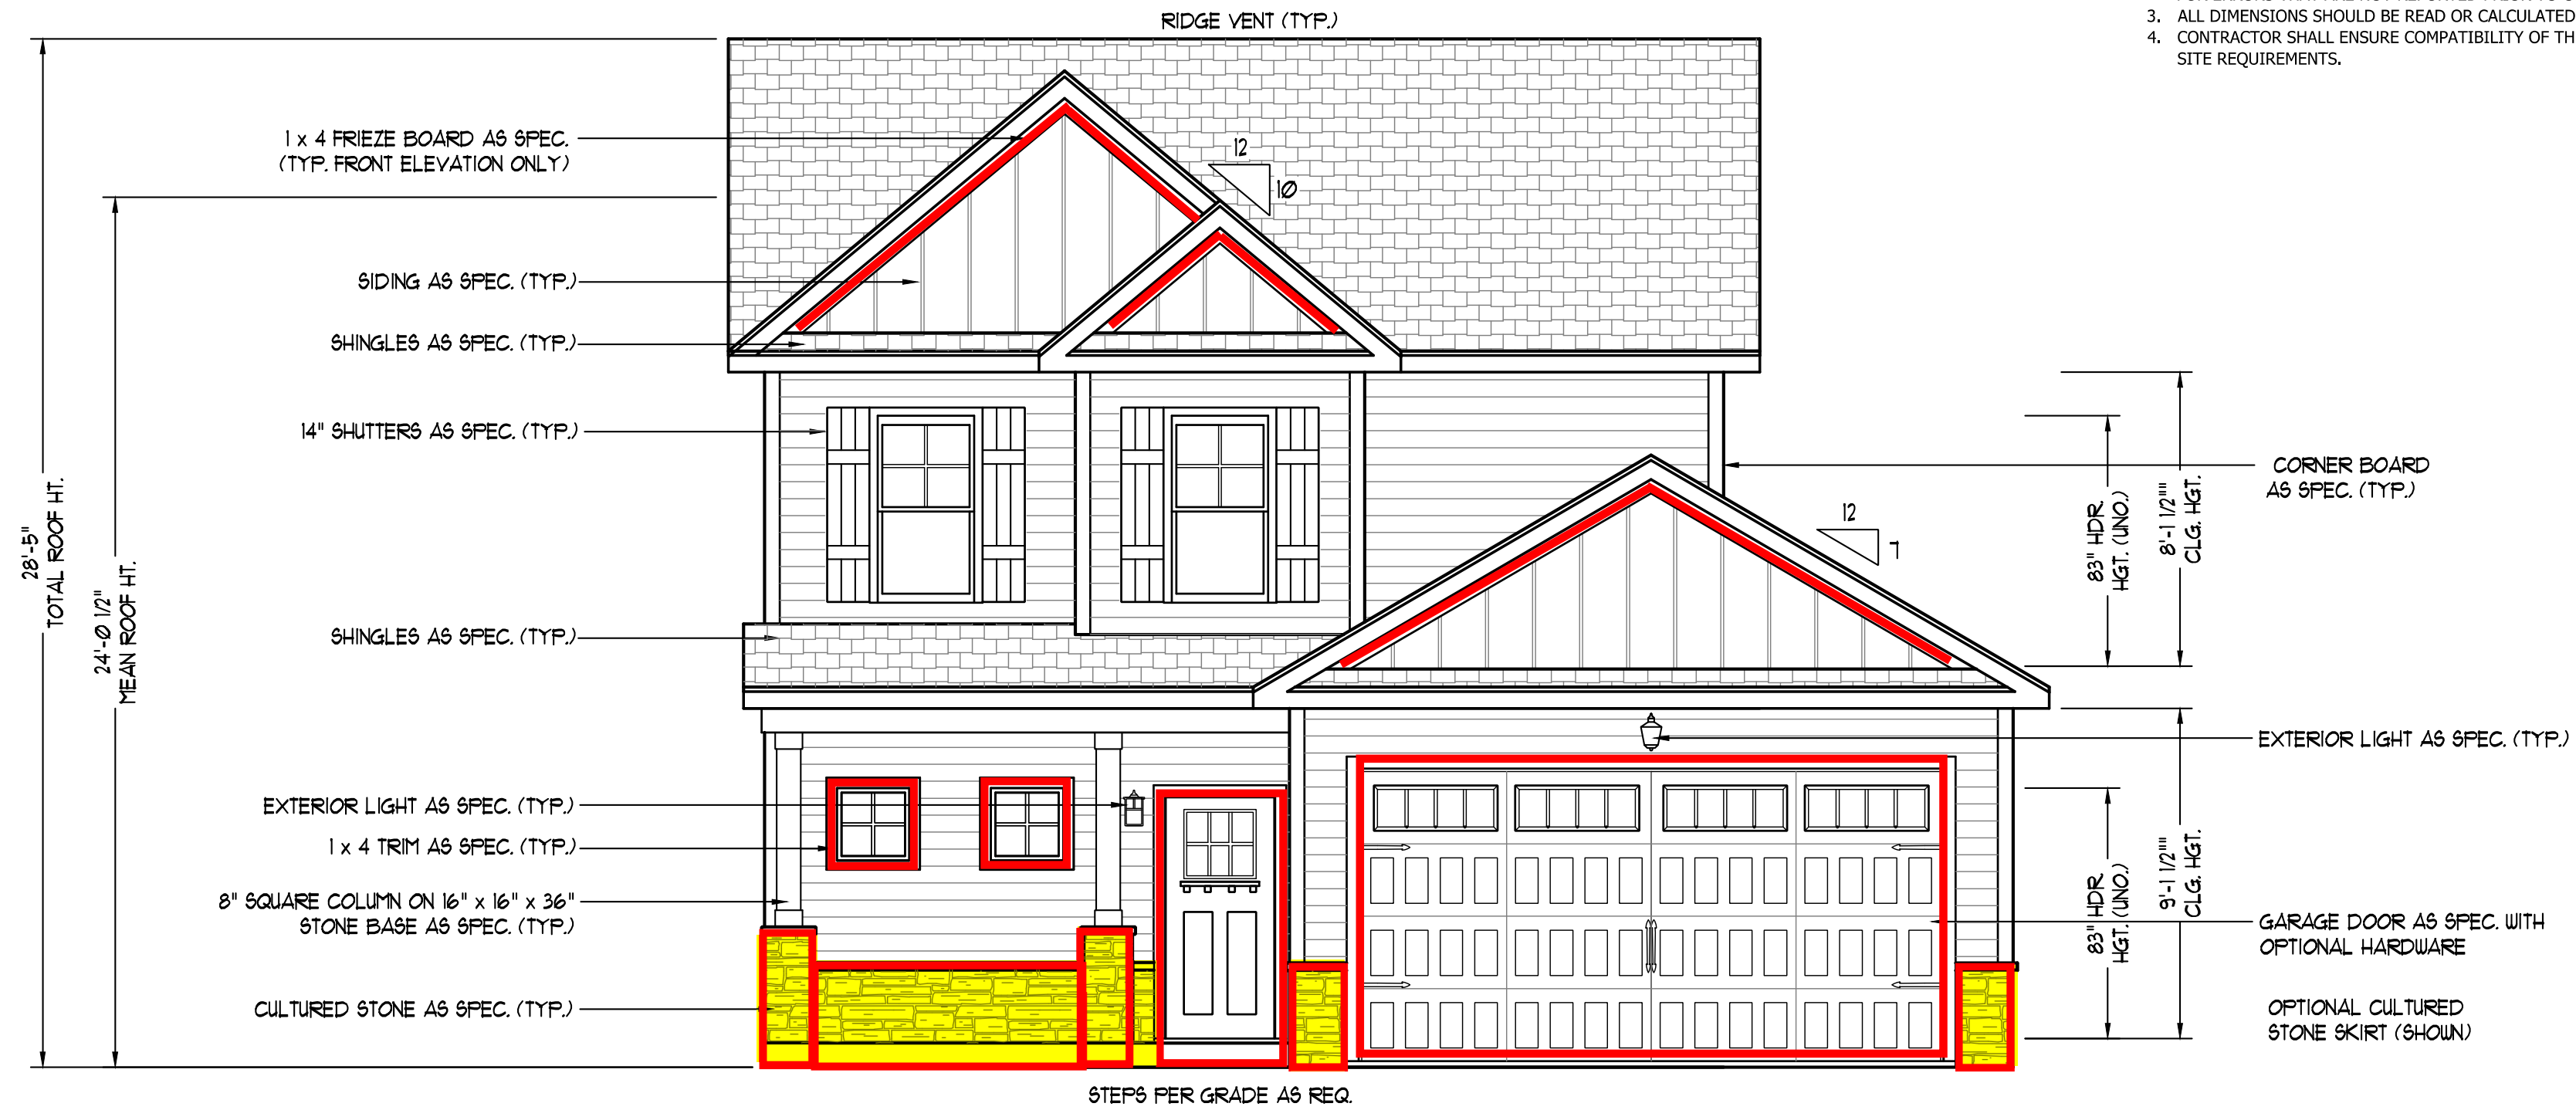 RIDGE VENT (TYP.)
3. ALL DIMENSIONS SHOULD BE READ OR CALCULATED
4. CONTRACTOR SHALL ENSURE COMPATIBILITY OF TH
SITE REQUIREMENTS.
1 x 4 FRIEZE BOARD AS SPEC.
(TYP. FRONT ELEVATION ONLY)
12
10
SIDING AS SPEC. (TYP.)
SHINGLES AS SPEC. (TYP.)
14" SHUTTERS AS SPEC. (TYP.)
CORNER BOARD
AS SPEC. (TYP.)
12
7
28'-5"
TOTAL ROOF HT.
24'-0 1/2"
MEAN ROOF HT.
83" HDR.
HGT. (UNO.)
8'-1 1/2""
CLG. HGT.
SHINGLES AS SPEC. (TYP.)
EXTERIOR LIGHT AS SPEC. (TYP.)
EXTERIOR LIGHT AS SPEC. (TYP.)
1 x 4 TRIM AS SPEC. (TYP.)
8" SQUARE COLUMN ON 16" x 16" x 36"
STONE BASE AS SPEC. (TYP.)
83" HDR.
HGT. (UNO.)
9'-1 1/2""
CLG. HGT.
GARAGE DOOR AS SPEC. WITH
OPTIONAL HARDWARE
CULTURED STONE AS SPEC. (TYP.)
OPTIONAL CULTURED
STONE SKIRT (SHOWN)
STEPS PER GRADE AS REQ.